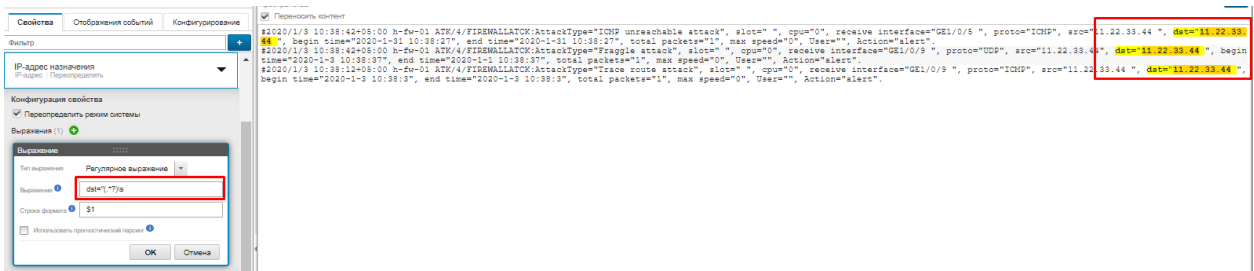 Свойства
Отображения событий
Конфигурирование
Фильтр
+
IP-адрес назначения
IP-адрес | Переопределить
Конфигурация свойства
Переопределить режим системы
Выражения (1)
Выражение
Тип выражения
Регулярное выражение
Выражение
dst="(.*?)\s
Строка формата
$1
Использовать прогностический парсинг
OK
Отмена
Переносить контент
#2020/1/3 10:38:42+05:00 h-fw-01 ATK/4/FIREWALLATCK:AttackType="ICMP unreachable attack", slot=" ", cpu="0", receive interface="GE1/0/5 ", proto="ICMP", src="11.22.33.44 ", dst="11.22.33.
44 ", begin time="2020-1-31 10:38:27", end time="2020-1-31 10:38:27", total packets="1", max speed="0", User="", Action="alert".
#2020/1/3 10:38:42+05:00 h-fw-01 ATK/4/FIREWALLATCK:AttackType="Fraggle attack", slot=" ", cpu="0", receive interface="GE1/0/9 ", proto="UDP", src="11.22.33.44", dst="11.22.33.44 ", begin
time="2020-1-3 10:38:37", end time="2020-1-1 10:38:37", total packets="1", max speed="0", User="", Action="alert".
#2020/1/3 10:38:12+05:00 h-fw-01 ATK/4/FIREWALLATCK:AttackType="Trace route attack", slot=" ", cpu="0", receive interface="GE1/0/9 ", proto="ICMP", src="11.22.33.44 ", dst="11.22.33.44 ",
begin time="2020-1-3 10:38:3", end time="2020-1-3 10:38:3", total packets="1", max speed="0", User="", Action="alert".